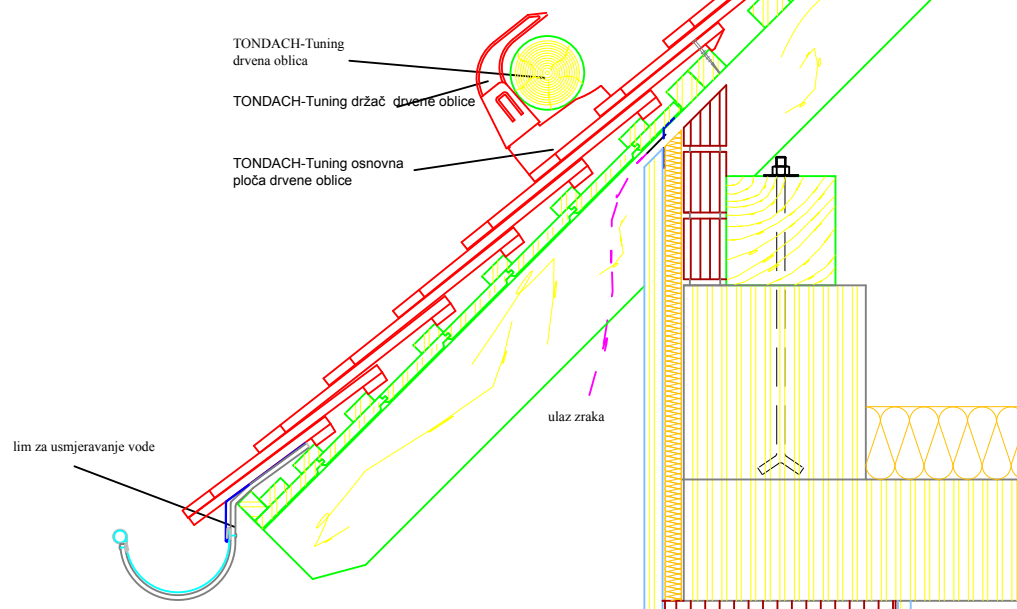 TONDACH-Tuning
drvena oblica
TONDACH-Tuning držač drvene oblice
TONDACH-Tuning osnovna
ploča drvene oblice
ulaz zraka
lim za usmjeravanje vode